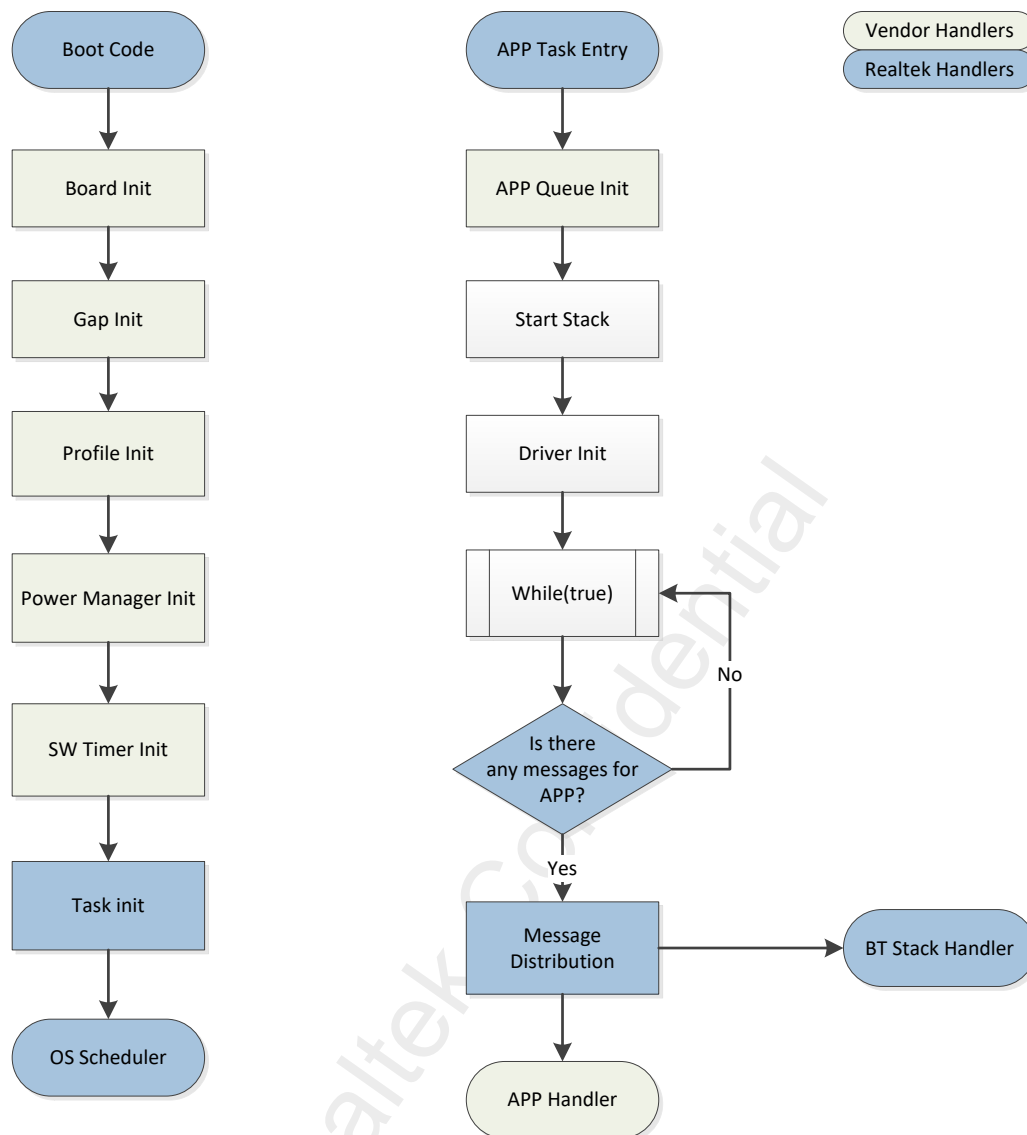 Boot Code
Board Init
Gap Init
Profile Init
Power Manager Init
SW Timer Init
Task init
OS Scheduler
APP Task Entry
APP Queue Init
Start Stack
Driver Init
While(true)
No
Is there
any messages for
APP?
Yes
Message
Distribution
BT Stack Handler
APP Handler
Vendor Handlers
Realtek Handlers
altek Confidential